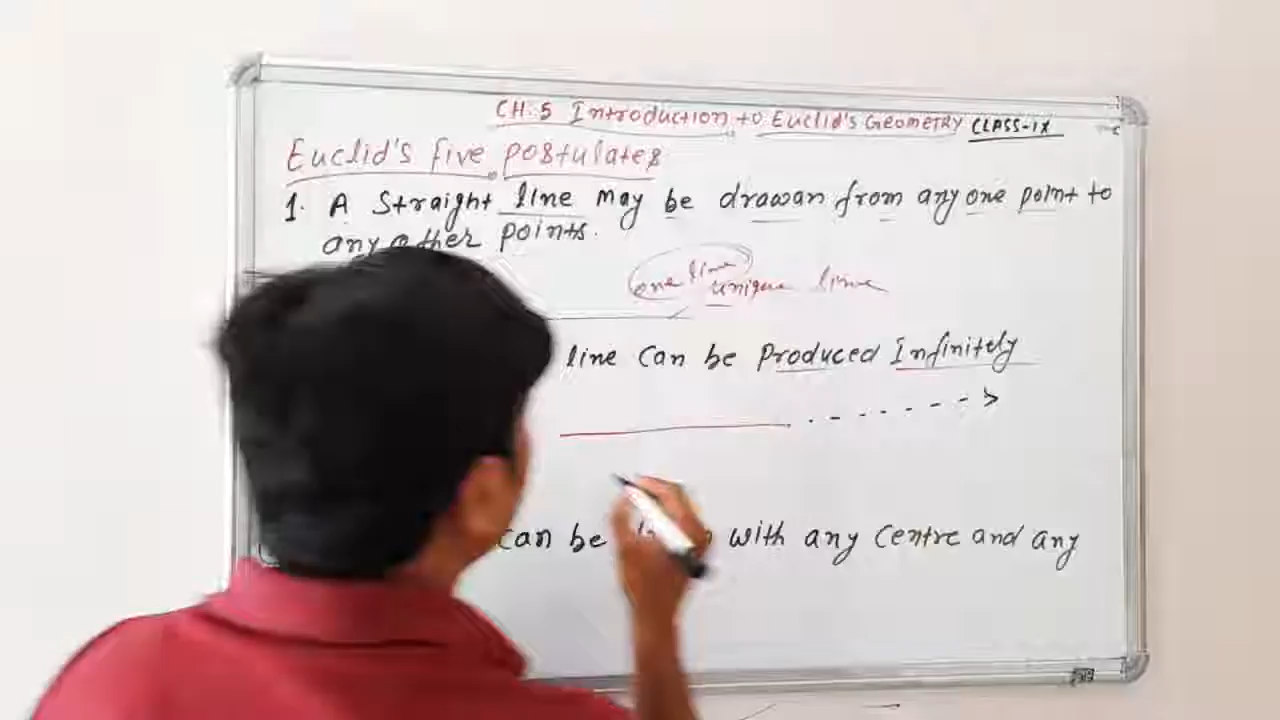 CH. 5 Introduction to Euclid's Geometry CLASS-IX
Euclid's five postulates
1. A Straight line may be drawan from any one point to
any other points.
one line
unique line
line can be produced Infinitely
can be with any centre and any